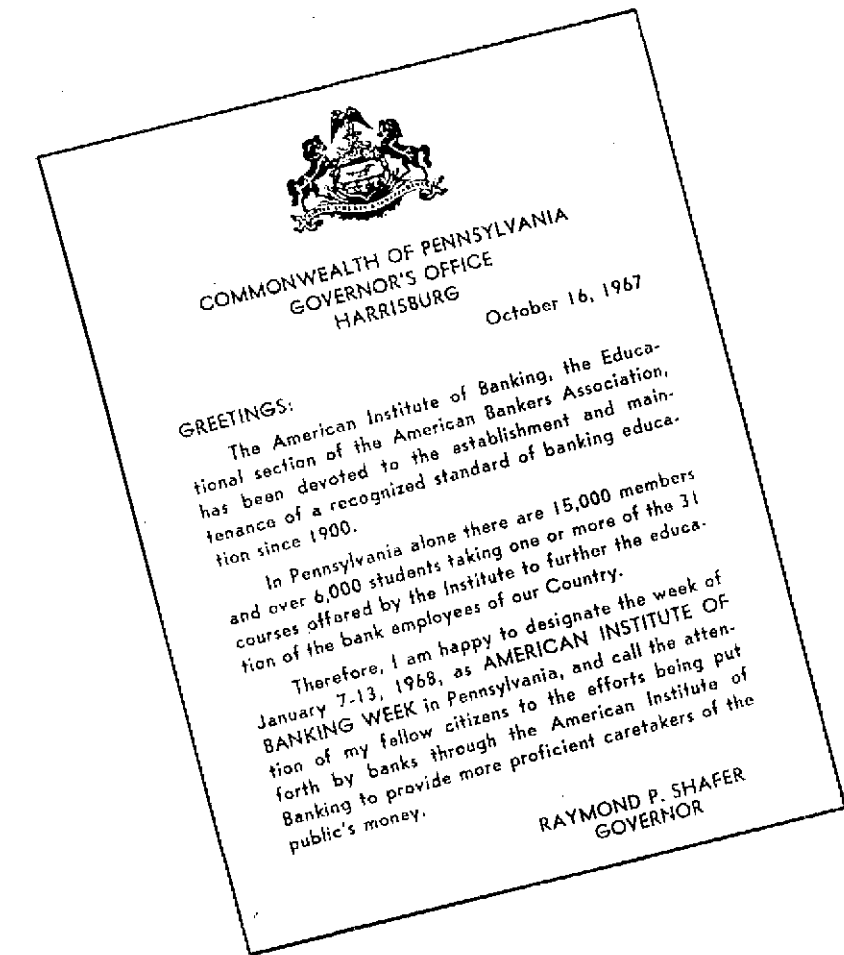 COMMONWEALTH OF PENNSYLVANIA
GOVERNOR'S OFFICE
HARRISBURG
October 16, 1967
GREETINGS:
The American Institute of Banking, the Educa-
tional section of the American Bankers Association,
has been devoted to the establishment and main-
tenance of a recognized standard of banking educa-
tion since 1900.
In Pennsylvania alone there are 15,000 members
and over 6,000 students taking one or more of the 31
courses offered by the Institute to further the educa-
tion of the bank employees of our Country.
Therefore, I am happy to designate the week of
January 7-13, 1968, as AMERICAN INSTITUTE OF
BANKING WEEK in Pennsylvania, and call the atten-
tion of my fellow citizens to the efforts being put
forth by banks through the American Institute of
Banking to provide more proficient caretakers of the
public's money.
RAYMOND P. SHAFER
GOVERNOR